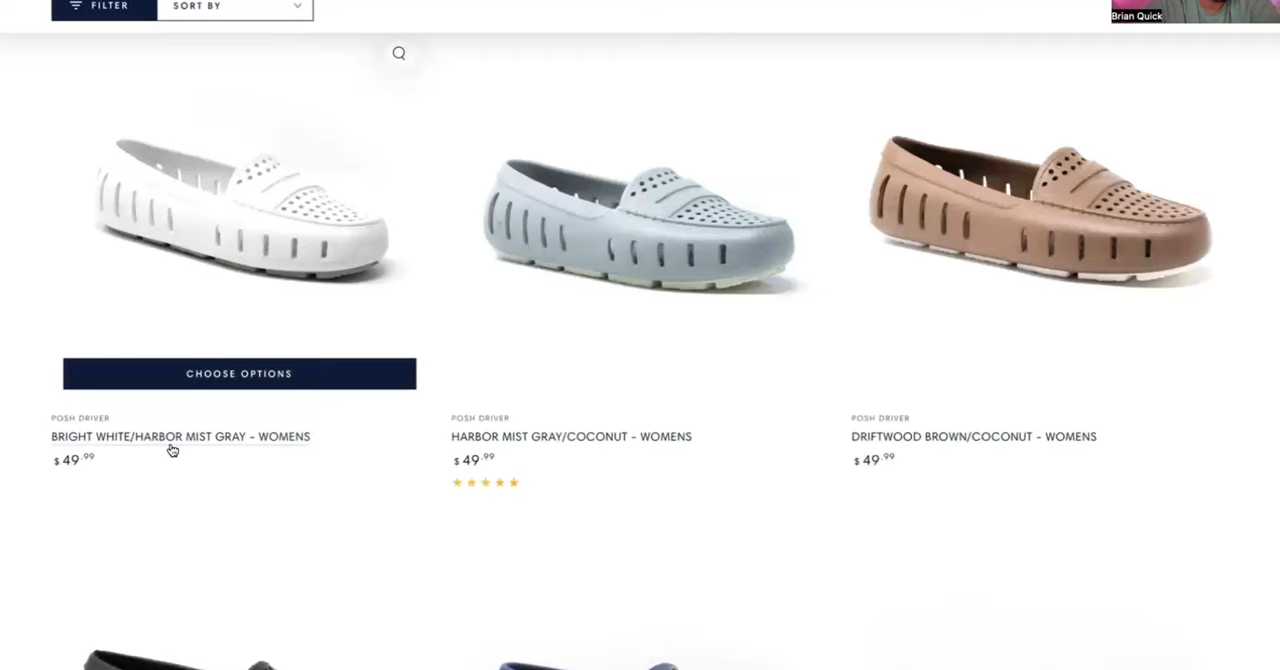 FILTER
SORT BY
Brian Quick
CHOOSE OPTIONS
POSH DRIVER
BRIGHT WHITE/HARBOR MIST GRAY - WOMENS
$49.99
POSH DRIVER
HARBOR MIST GRAY/COCONUT - WOMENS
$49.99
POSH DRIVER
DRIFTWOOD BROWN/COCONUT - WOMENS
$49.99